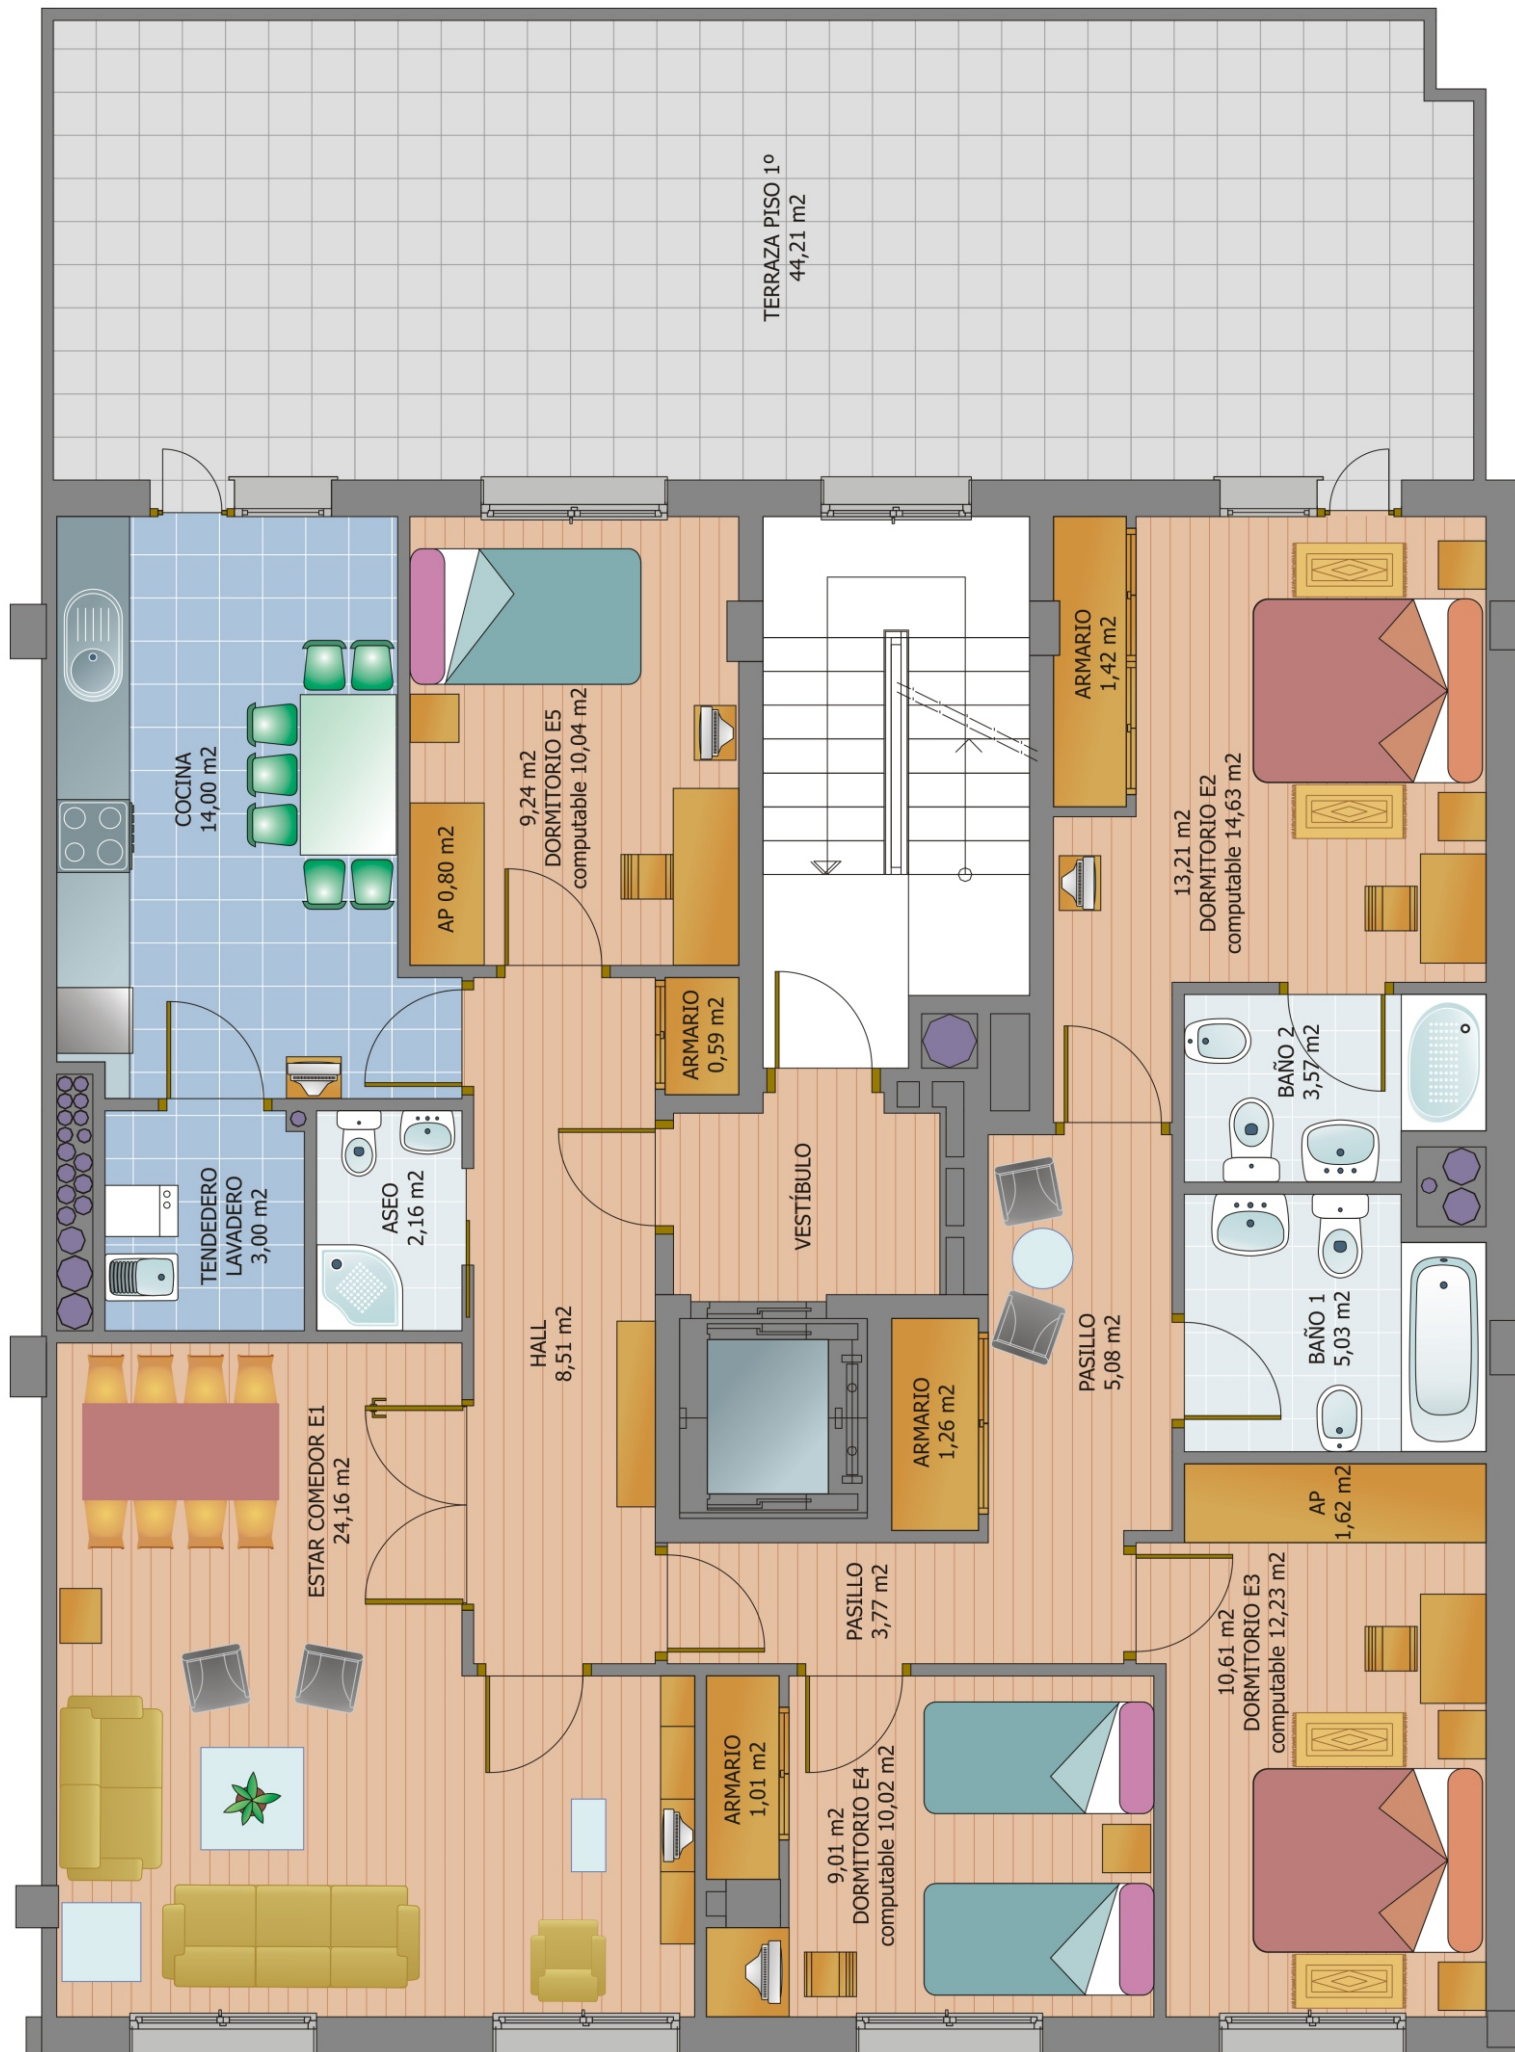 TERRAZA PISO 1º
44,21 m2
COCINA
14,00 m2
9,24 m2
DORMITORIO E5
computable 10,04 m2
AP 0,80 m2
ARMARIO
0,59 m2
ARMARIO
1,42 m2
13,21 m2
DORMITORIO E2
computable 14,63 m2
BAÑO 2
3,57 m2
TENDEDERO
LAVADERO
3,00 m2
ASEO
2,16 m2
VESTÍBULO
HALL
8,51 m2
PASILLO
5,08 m2
BAÑO 1
5,03 m2
ARMARIO
1,26 m2
ESTAR COMEDOR E1
24,16 m2
AP
1,62 m2
PASILLO
3,77 m2
10,61 m2
DORMITORIO E3
computable 12,23 m2
ARMARIO
1,01 m2
9,01 m2
DORMITORIO E4
computable 10,02 m2